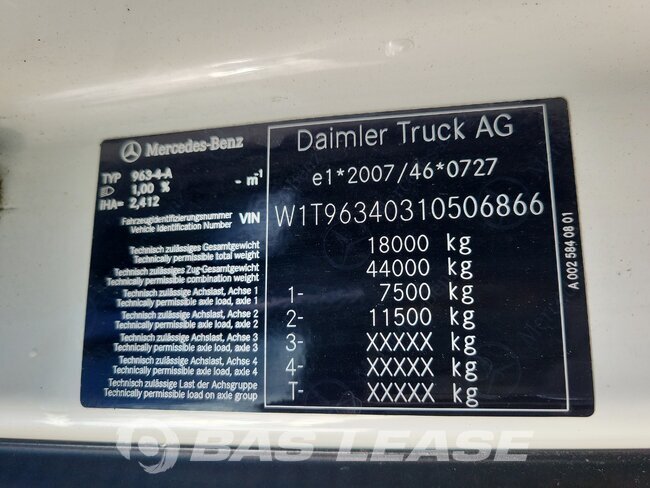 Mercedes-Benz
Daimler Truck AG
TYP 963-4-A
1,00 % - m⁻¹
IHA= 2,412
e1*2007/46*0727
Fahrzeugidentifizierungsnummer
Vehicle Identification Number
VIN W1T96340310506866
Technisch zulässiges Gesamtgewicht
Technically permissible total weight
18000 kg
Technisch zulässiges Zug-Gesamtgewicht
Technically permissible combination weight
44000 kg
Technisch zulässige Achslast, Achse 1
Technically permissible axle load, axle 1
1- 7500 kg
Technisch zulässige Achslast, Achse 2
Technically permissible axle load, axle 2
2- 11500 kg
Technisch zulässige Achslast, Achse 3
Technically permissible axle load, axle 3
3- XXXXX kg
Technisch zulässige Achslast, Achse 4
Technically permissible axle load, axle 4
4- XXXXX kg
Technisch zulässige Last der Achsgruppe
Technically permissible load on axle group
T- XXXXX kg
A 002 584 08 01
BAS LEASE